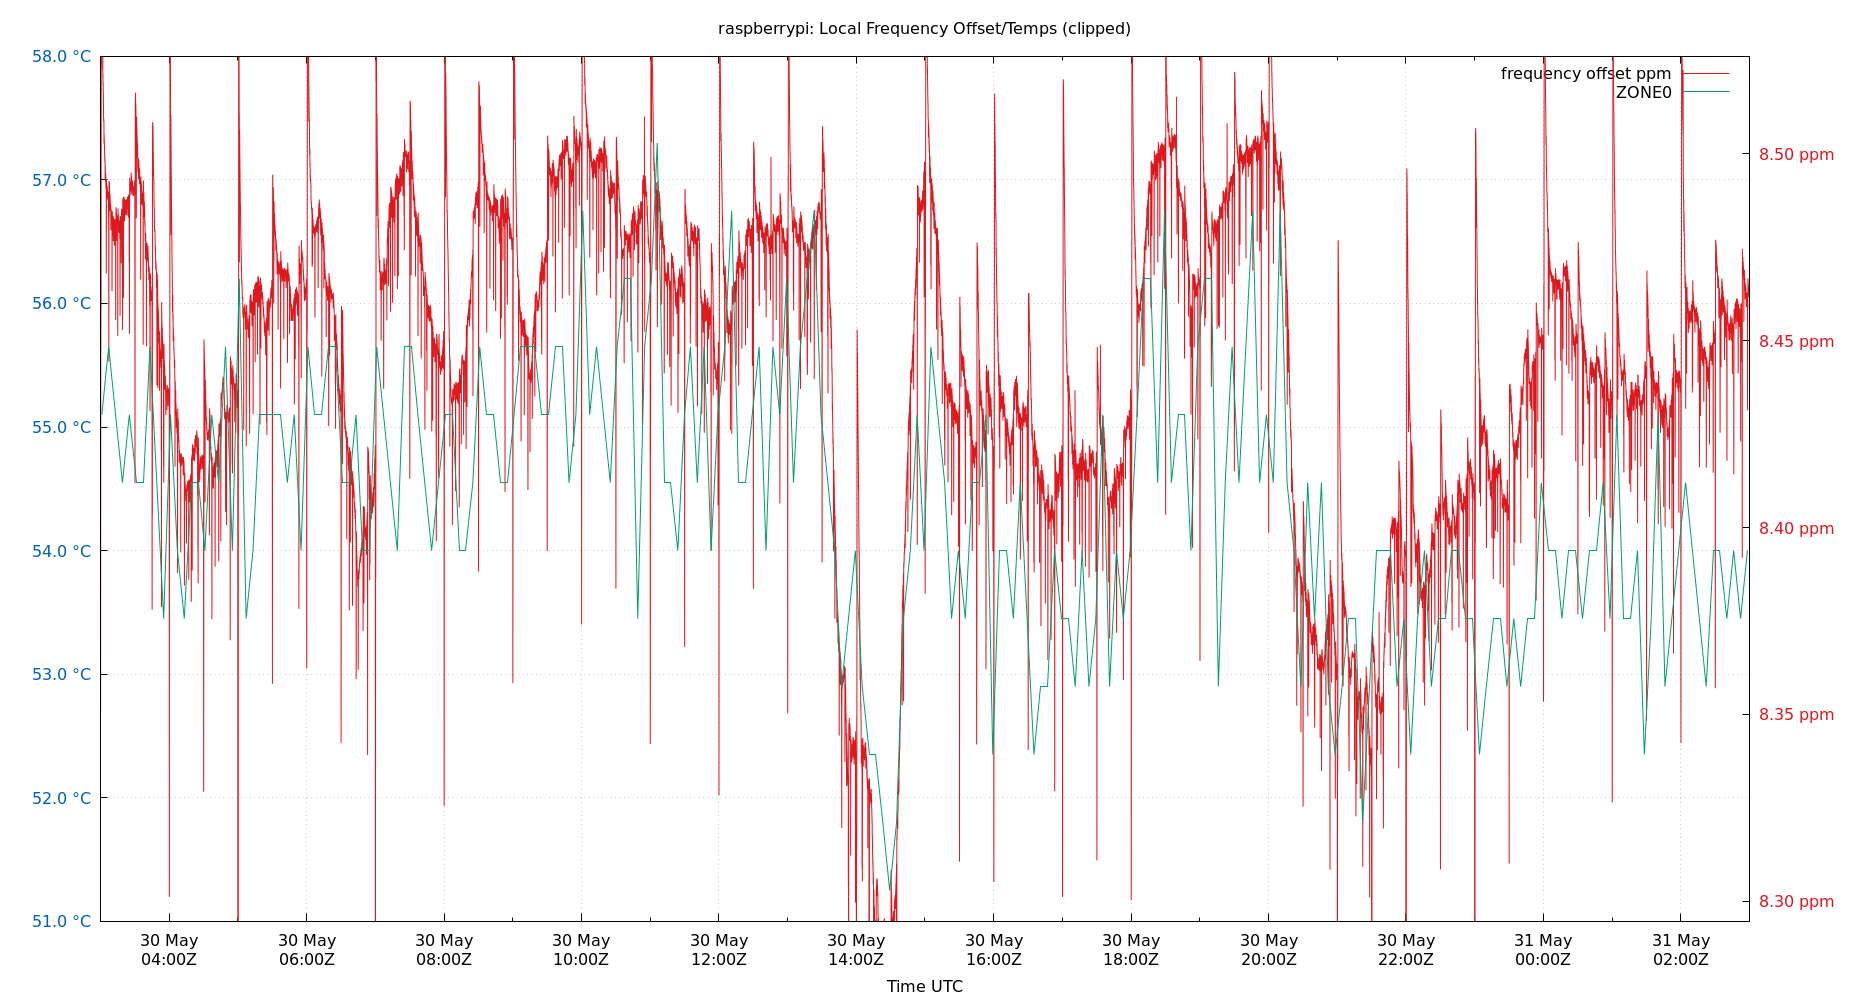 raspberrypi: Local Frequency Offset/Temps (clipped)
58.0 °C
57.0 °C
56.0 °C
55.0 °C
54.0 °C
53.0 °C
52.0 °C
51.0 °C
frequency offset ppm
ZONE0
8.50 ppm
8.45 ppm
8.40 ppm
8.35 ppm
8.30 ppm
30 May
04:00Z
30 May
06:00Z
30 May
08:00Z
30 May
10:00Z
30 May
12:00Z
30 May
14:00Z
30 May
16:00Z
30 May
18:00Z
30 May
20:00Z
30 May
22:00Z
31 May
00:00Z
31 May
02:00Z
Time UTC